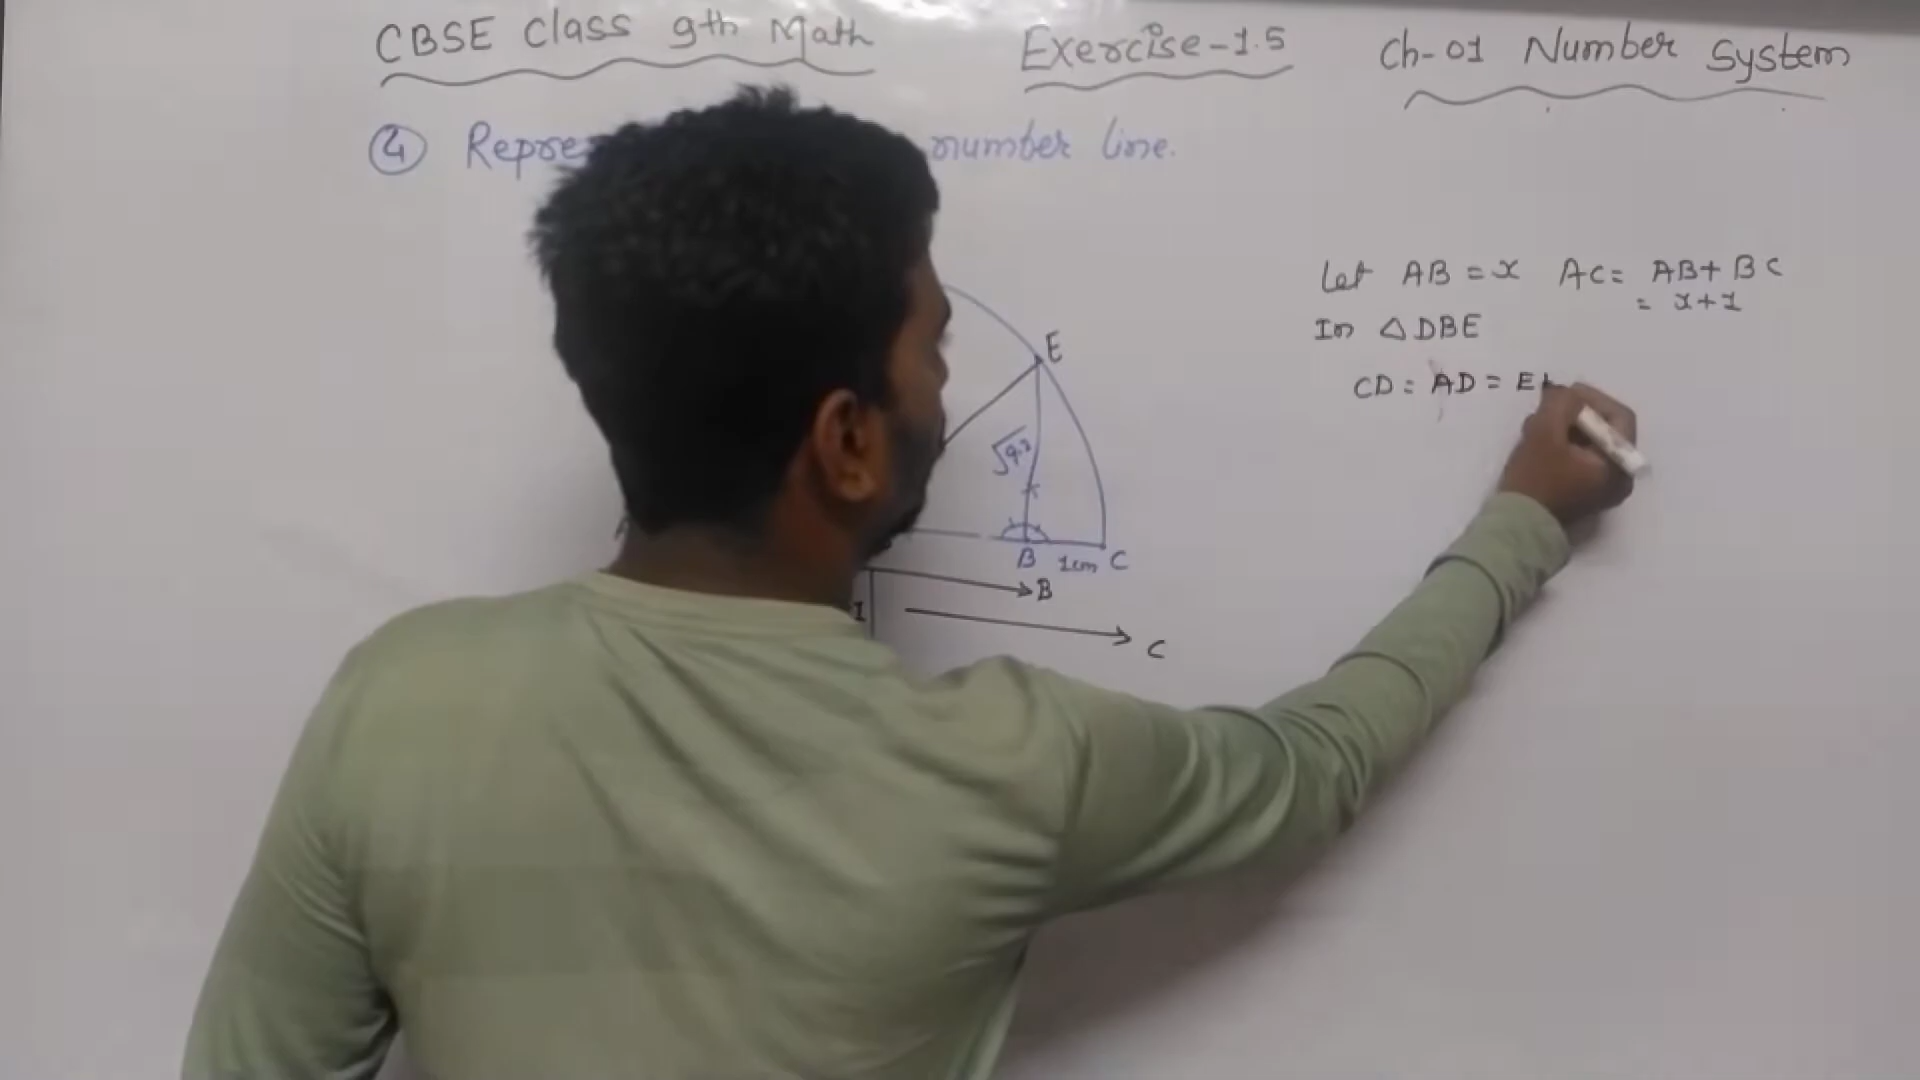 CBSE Class 9th Math Exercise-1.5 Ch-01 Number System
4 number line.
Let AB = x AC = AB + BC
= x+1
In △DBE
CD = AD = E
E
√9.3
B 1cm C
B
C